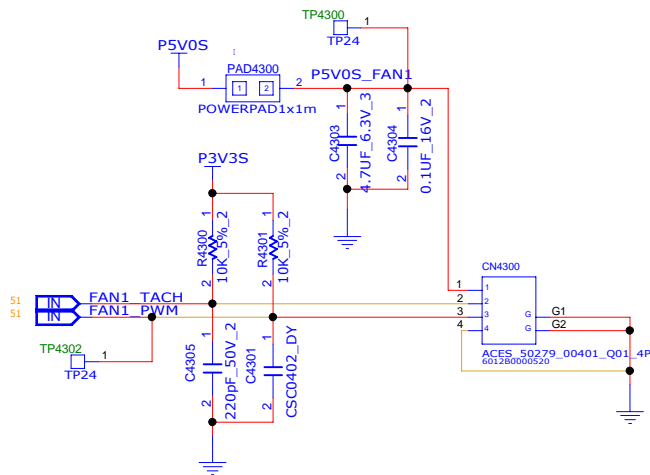 TP4300
1
TP24
P5V0S
PAD4300
P5V0S_FAN1
1
1
2
2
POWERPAD1x1m
1
C4303
2
4.7UF_6.3V_3
1
C4304
2
0.1UF_16V_2
P3V3S
1
R4300
2
10K_5%_2
1
R4301
2
10K_5%_2
CN4300
51
IN
FAN1_TACH
51
IN
FAN1_PWM
1
1
2
2
3
3
4
4
G
G1
G
G2
TP4302
1
TP24
1
C4305
2
220pF_50V_2
1
C4301
2
CSC0402_DY
ACES_50279_00401_Q01_4P
6012B0000520